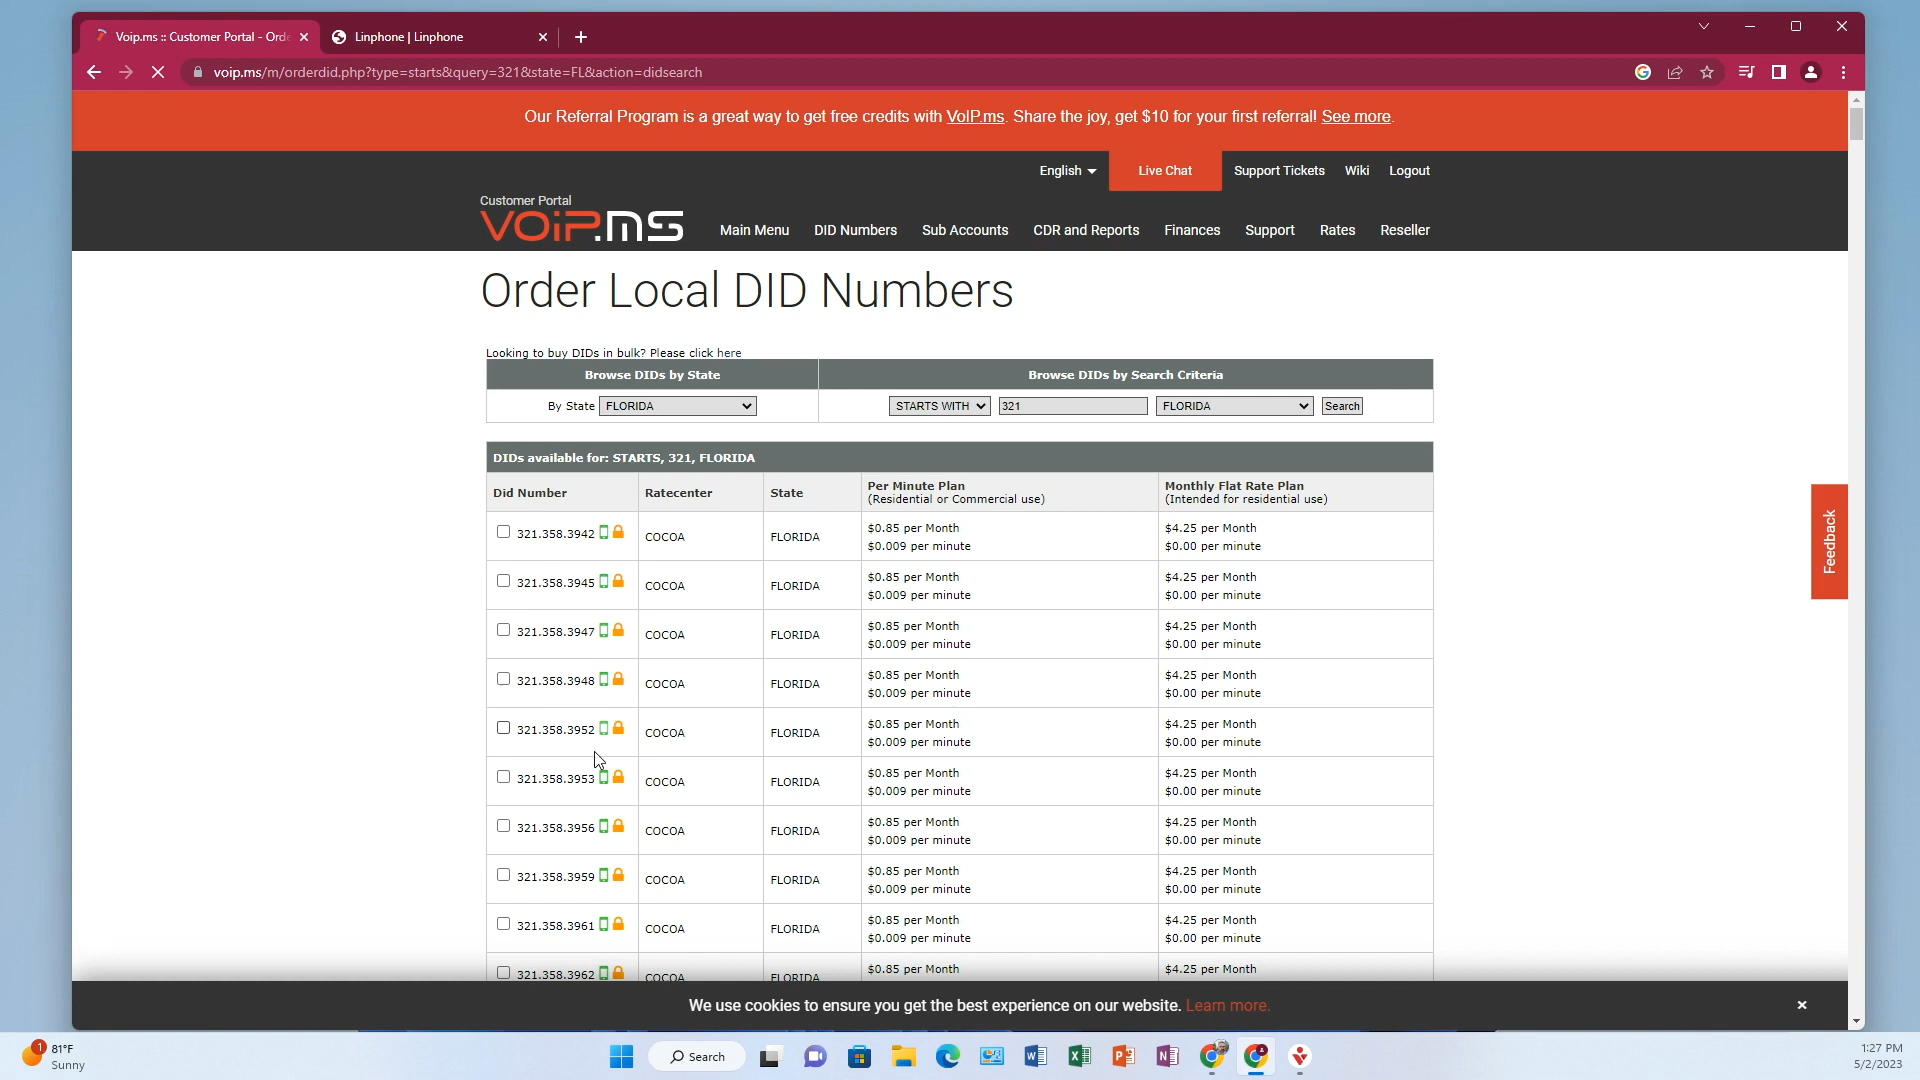 Voip.ms :: Customer Portal - Orde
Linphone | Linphone
voip.ms/m/orderdid.php?type=starts&query=321&state=FL&action=didsearch
Our Referral Program is a great way to get free credits with VoIP.ms. Share the joy, get $10 for your first referral! See more.
English Live Chat Support Tickets Wiki Logout
Customer Portal
VOIP.MS
Main Menu DID Numbers Sub Accounts CDR and Reports Finances Support Rates Reseller
Order Local DID Numbers
Looking to buy DIDs in bulk? Please click here
Browse DIDs by State Browse DIDs by Search Criteria
By State FLORIDA STARTS WITH 321 FLORIDA Search
DIDs available for: STARTS, 321, FLORIDA
Did Number Ratecenter State Per Minute Plan (Residential or Commercial use) Monthly Flat Rate Plan (Intended for residential use)
321.358.3942 COCOA FLORIDA $0.85 per Month $4.25 per Month
$0.009 per minute $0.00 per minute
321.358.3945 COCOA FLORIDA $0.85 per Month $4.25 per Month
$0.009 per minute $0.00 per minute
321.358.3947 COCOA FLORIDA $0.85 per Month $4.25 per Month
$0.009 per minute $0.00 per minute
321.358.3948 COCOA FLORIDA $0.85 per Month $4.25 per Month
$0.009 per minute $0.00 per minute
321.358.3952 COCOA FLORIDA $0.85 per Month $4.25 per Month
$0.009 per minute $0.00 per minute
321.358.3953 COCOA FLORIDA $0.85 per Month $4.25 per Month
$0.009 per minute $0.00 per minute
321.358.3956 COCOA FLORIDA $0.85 per Month $4.25 per Month
$0.009 per minute $0.00 per minute
321.358.3959 COCOA FLORIDA $0.85 per Month $4.25 per Month
$0.009 per minute $0.00 per minute
321.358.3961 COCOA FLORIDA $0.85 per Month $4.25 per Month
$0.009 per minute $0.00 per minute
321.358.3962 COCOA FLORIDA $0.85 per Month $4.25 per Month
Feedback
We use cookies to ensure you get the best experience on our website. Learn more.
1
81°F
Sunny
Search
1:27 PM
5/2/2023